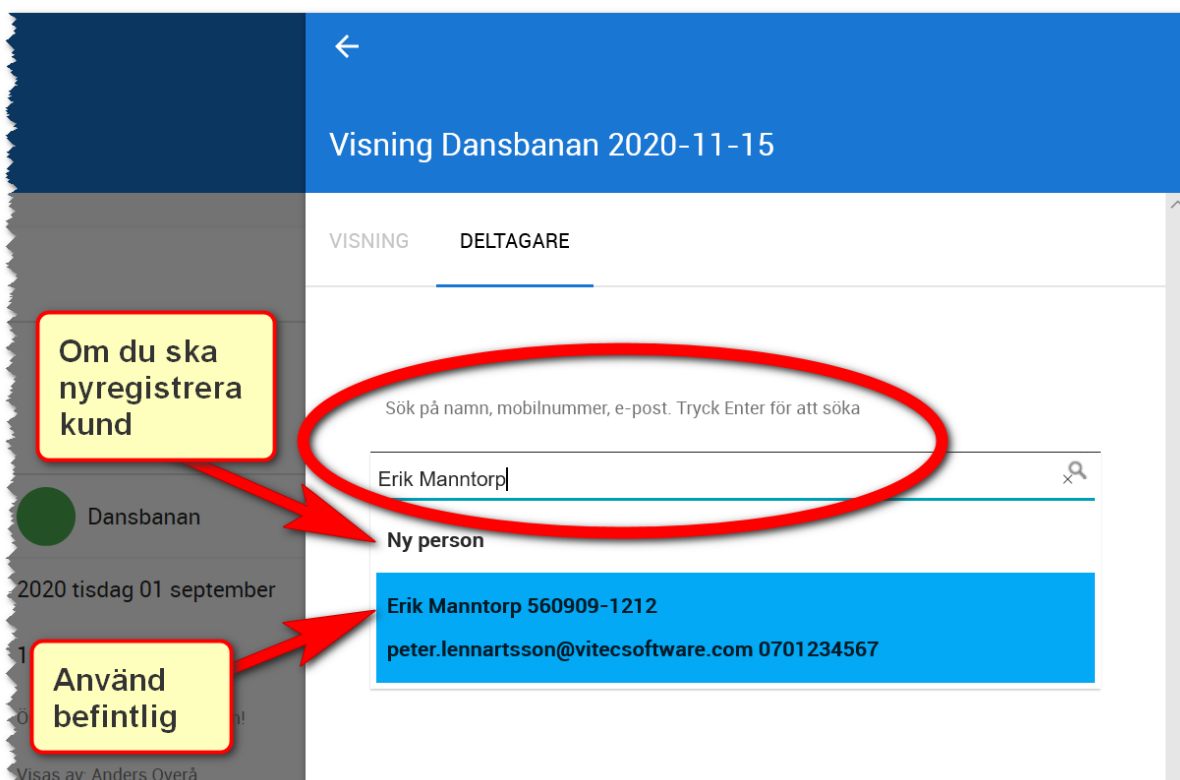 Visning Dansbanan 2020-11-15
VISNING DELTAGARE
Om du ska
nyregistrera
kund
Sök på namn, mobilnummer, e-post. Tryck Enter för att söka
Erik Manntorp
Ny person
Dansbanan
2020 tisdag 01 september
Erik Manntorp 560909-1212
peter.lennartsson@vitecsoftware.com 0701234567
Använd
befintlig
Visas av: Anders Överå